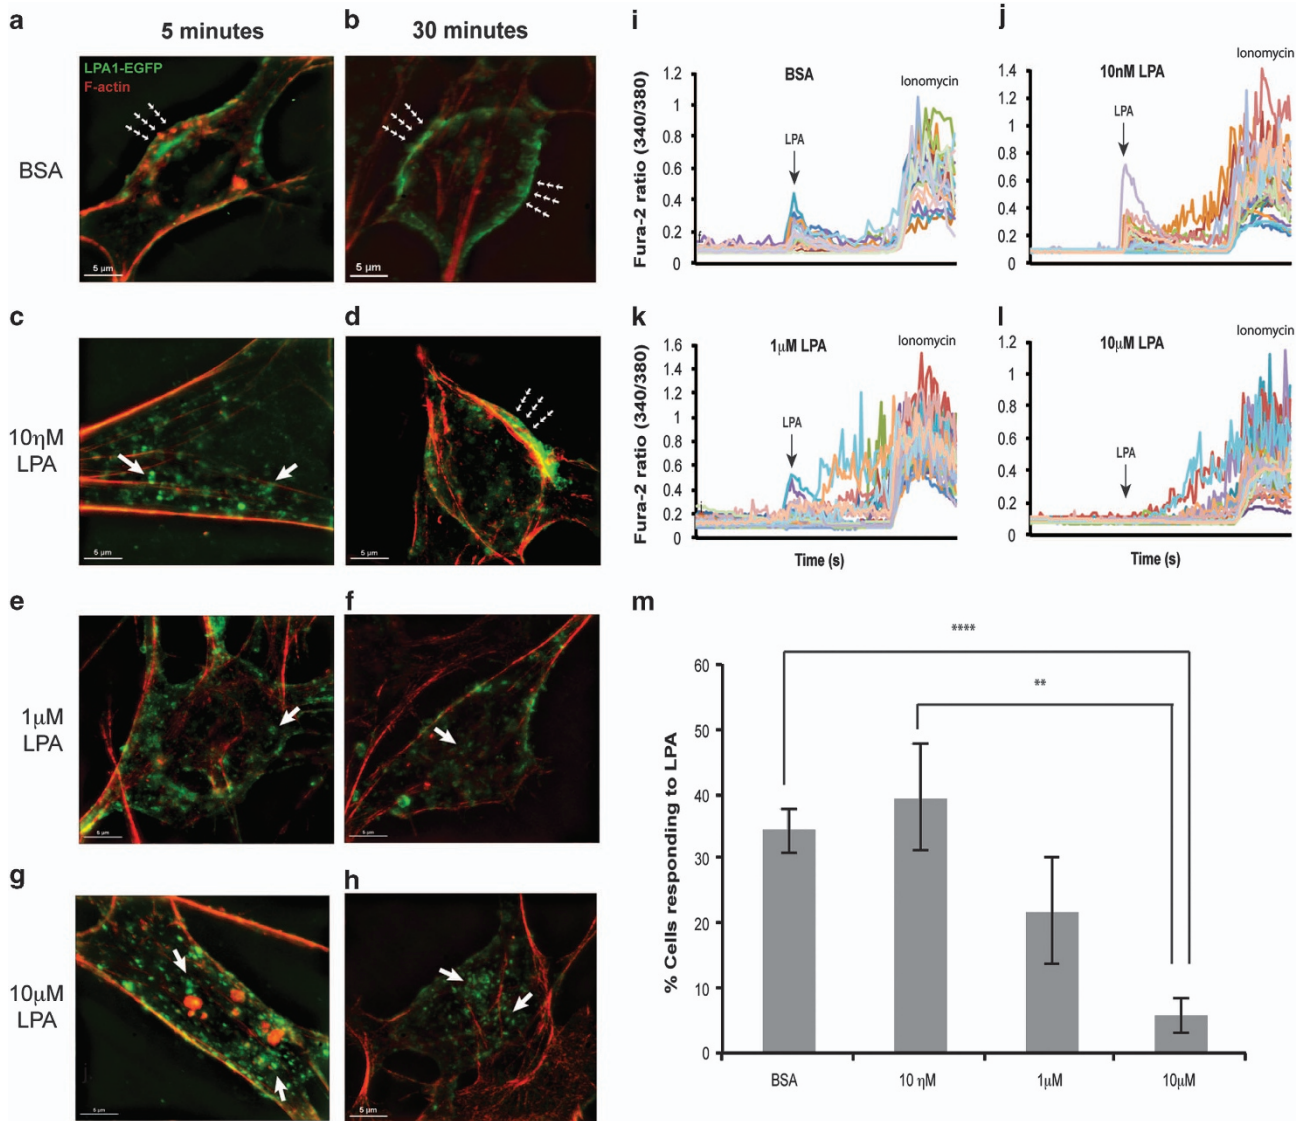 a
5 minutes
b
30 minutes
LPA1-EGFP
F-actin
BSA
5 µm
5 µm
c
d
10ηM
LPA
5 µm
5 µm
e
f
1µM
LPA
5 µm
5 µm
g
h
10µM
LPA
5 µm
5 µm
i
BSA
Ionomycin
LPA
Fura-2 ratio (340/380)
1.2
1
0.8
0.6
0.4
0.2
0
j
10nM LPA
Ionomycin
LPA
1.4
1.2
1
0.8
0.6
0.4
0.2
0
k
1µM LPA
Ionomycin
LPA
Fura-2 ratio (340/380)
1.6
1.4
1.2
1
0.8
0.6
0.4
0.2
0
Time (s)
l
10µM LPA
Ionomycin
LPA
1.2
1
0.8
0.6
0.4
0.2
0
Time (s)
m
****
**
% Cells responding to LPA
60
50
40
30
20
10
0
BSA
10 ηM
1µM
10µM